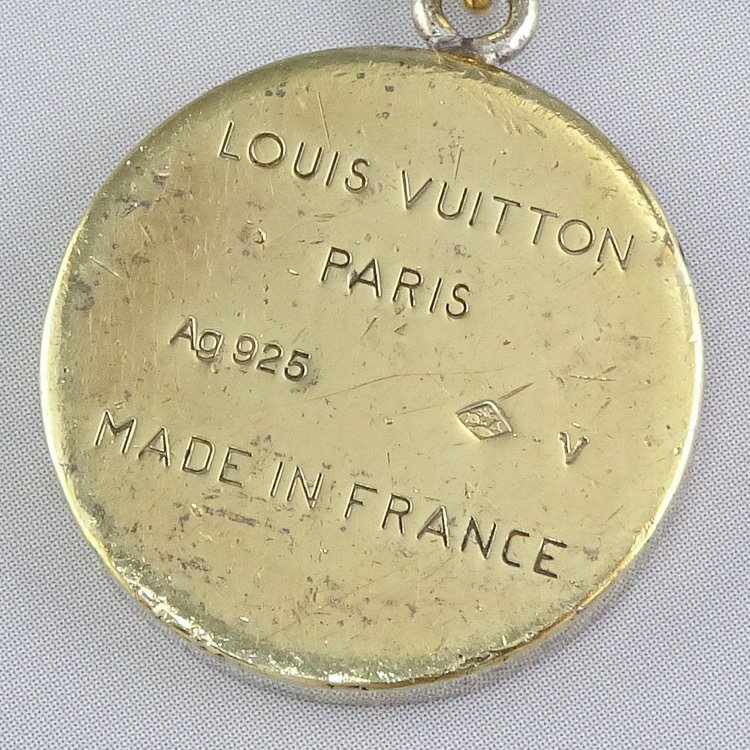 LOUIS VUITTON
PARIS
Ag 925
V
MADE IN FRANCE